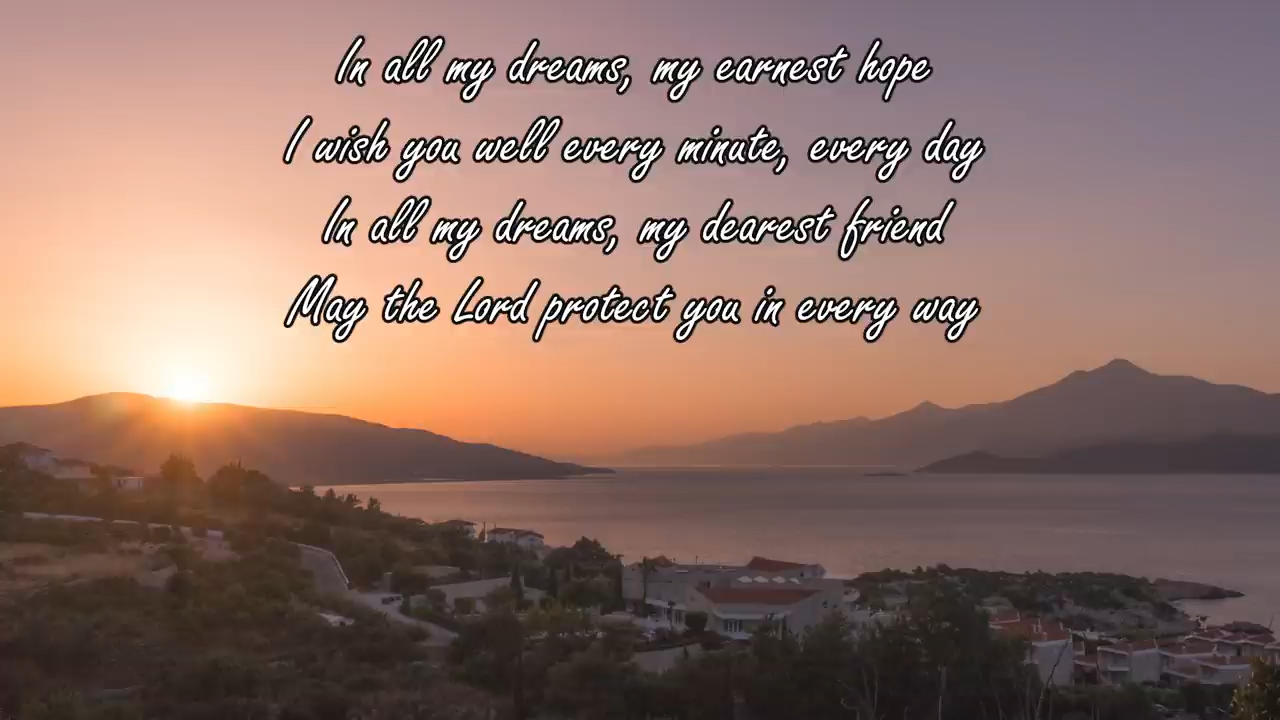 In all my dreams, my earnest hope
I wish you well every minute, every day
In all my dreams, my dearest friend
May the Lord protect you in every way